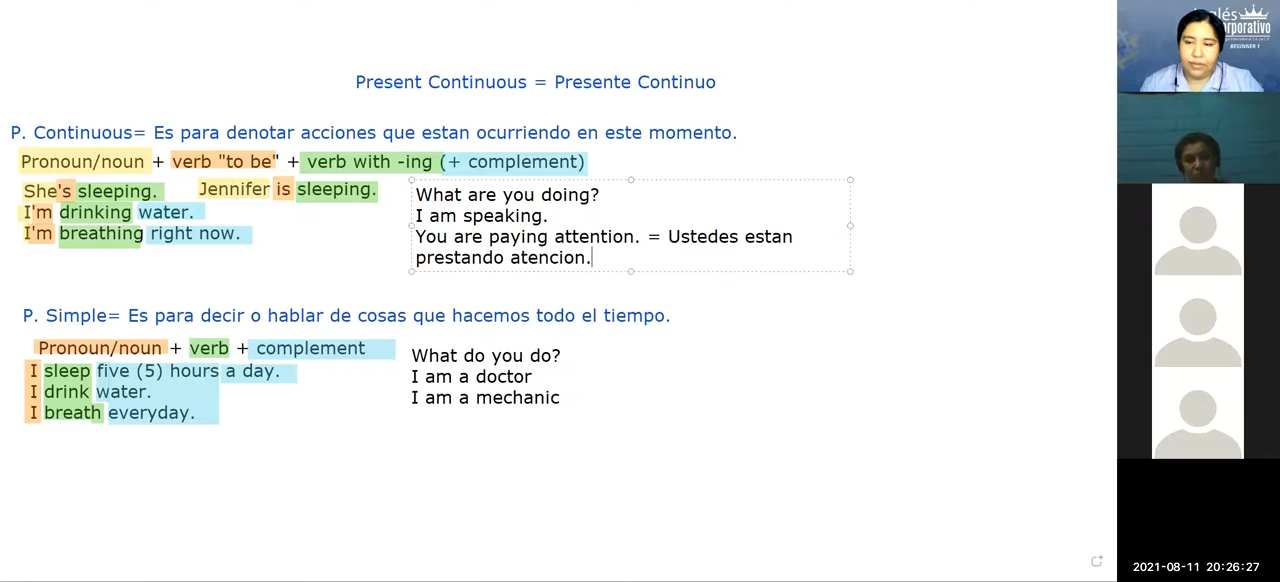 Present Continuous = Presente Continuo
P. Continuous= Es para denotar acciones que estan ocurriendo en este momento.
Pronoun/noun + verb "to be" + verb with -ing (+ complement)
She's sleeping. Jennifer is sleeping.
I'm drinking water.
I'm breathing right now.
What are you doing?
I am speaking.
You are paying attention. = Ustedes estan
prestando atencion.
P. Simple= Es para decir o hablar de cosas que hacemos todo el tiempo.
Pronoun/noun + verb + complement
I sleep five (5) hours a day.
I drink water.
I breath everyday.
What do you do?
I am a doctor
I am a mechanic
BEGINNER 1
2021-08-11 20:26:27